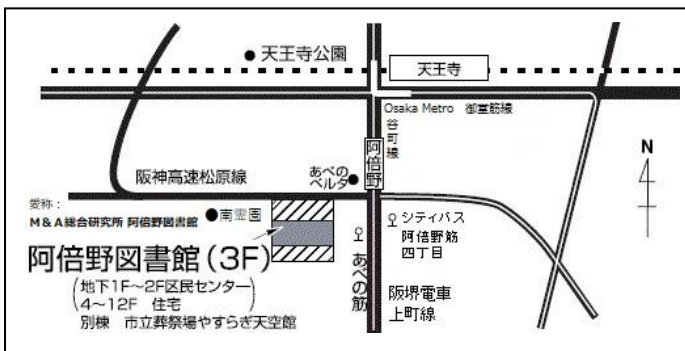 ●天王寺公園
天王寺
Osaka Metro 御堂筋線
谷町線
阿倍野
あべの
ベルタ●
阪神高速松原線
N
愛称：
M&A総合研究所 阿倍野図書館
●南霊園
阿倍野図書館(3F)
(地下1F～2F区民センター
4～12F 住宅)
別棟 市立葬祭場やすらぎ天空館
あべの筋
シティバス
阿倍野筋
四丁目
阪堺電車
上町線